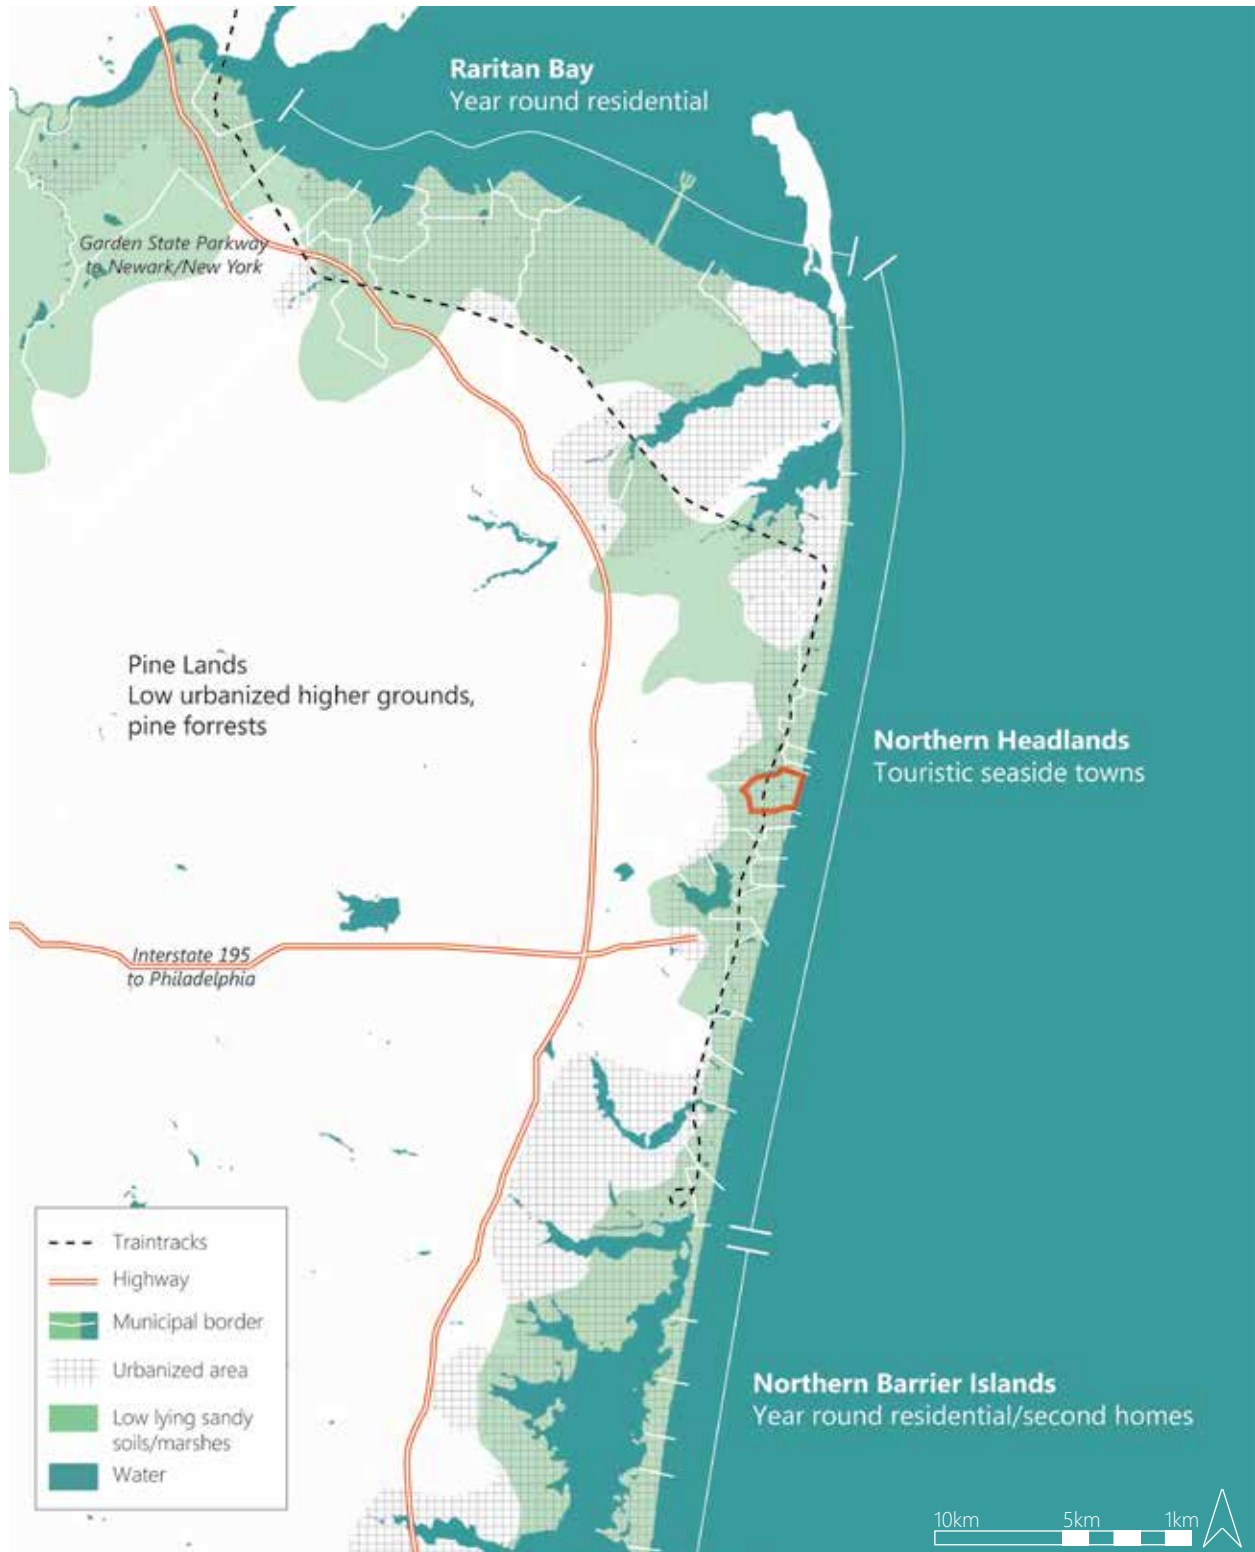 Raritan Bay
Year round residential
Garden State Parkway
to Newark/New York
Pine Lands
Low urbanized higher grounds,
pine forrests
Northern Headlands
Touristic seaside towns
Interstate 195
to Philadelphia
Traintracks
Highway
Municipal border
Urbanized area
Low lying sandy
soils/marshes
Water
Northern Barrier Islands
Year round residential/second homes
10km 5km 1km